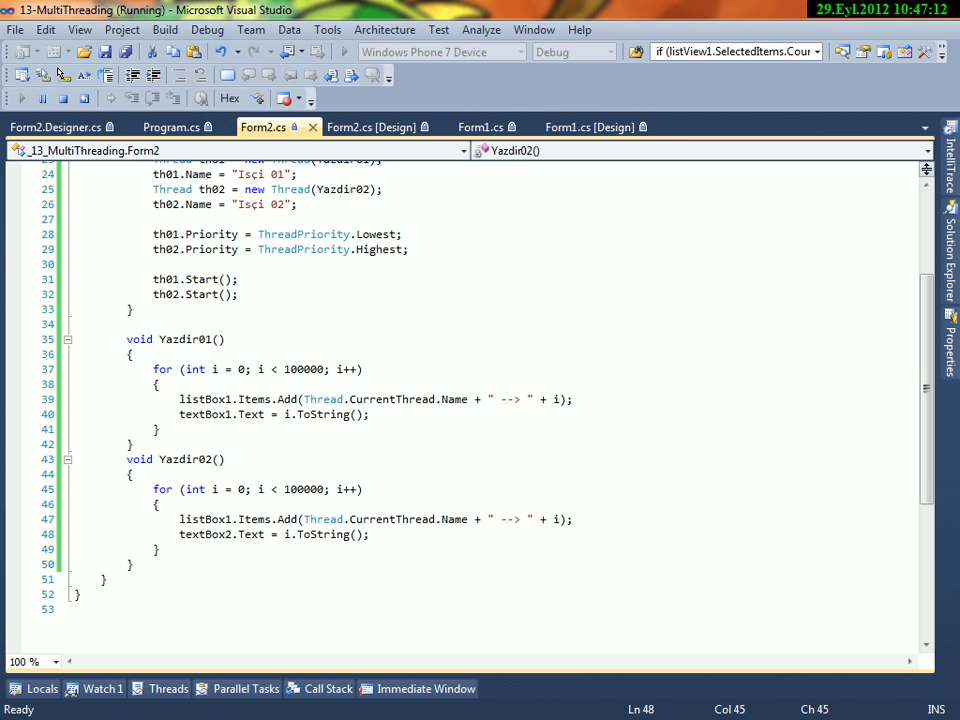 13-MultiThreading (Running) - Microsoft Visual Studio
29.Eyl.2012 10:47:12
File Edit View Project Build Debug Team Data Tools Architecture Test Analyze Window Help
Windows Phone 7 Device Debug if (listView1.SelectedItems.Cour
Hex
Form2.Designer.cs Program.cs Form2.cs Form2.cs [Design] Form1.cs Form1.cs [Design]
_13_MultiThreading.Form2 Yazdir02()
23 Thread th01 = new Thread(Yazdir01);
24 th01.Name = "Isçi 01";
25 Thread th02 = new Thread(Yazdir02);
26 th02.Name = "Isçi 02";
27
28 th01.Priority = ThreadPriority.Lowest;
29 th02.Priority = ThreadPriority.Highest;
30
31 th01.Start();
32 th02.Start();
33 }
34
35 void Yazdir01()
36 {
37 for (int i = 0; i < 100000; i++)
38 {
39 listBox1.Items.Add(Thread.CurrentThread.Name + " --> " + i);
40 textBox1.Text = i.ToString();
41 }
42 }
43 void Yazdir02()
44 {
45 for (int i = 0; i < 100000; i++)
46 {
47 listBox1.Items.Add(Thread.CurrentThread.Name + " --> " + i);
48 textBox2.Text = i.ToString();
49 }
50 }
51 }
52 }
53
IntelliTrace
Solution Explorer
Properties
100 %
Locals Watch 1 Threads Parallel Tasks Call Stack Immediate Window
Ready Ln 48 Col 45 Ch 45 INS